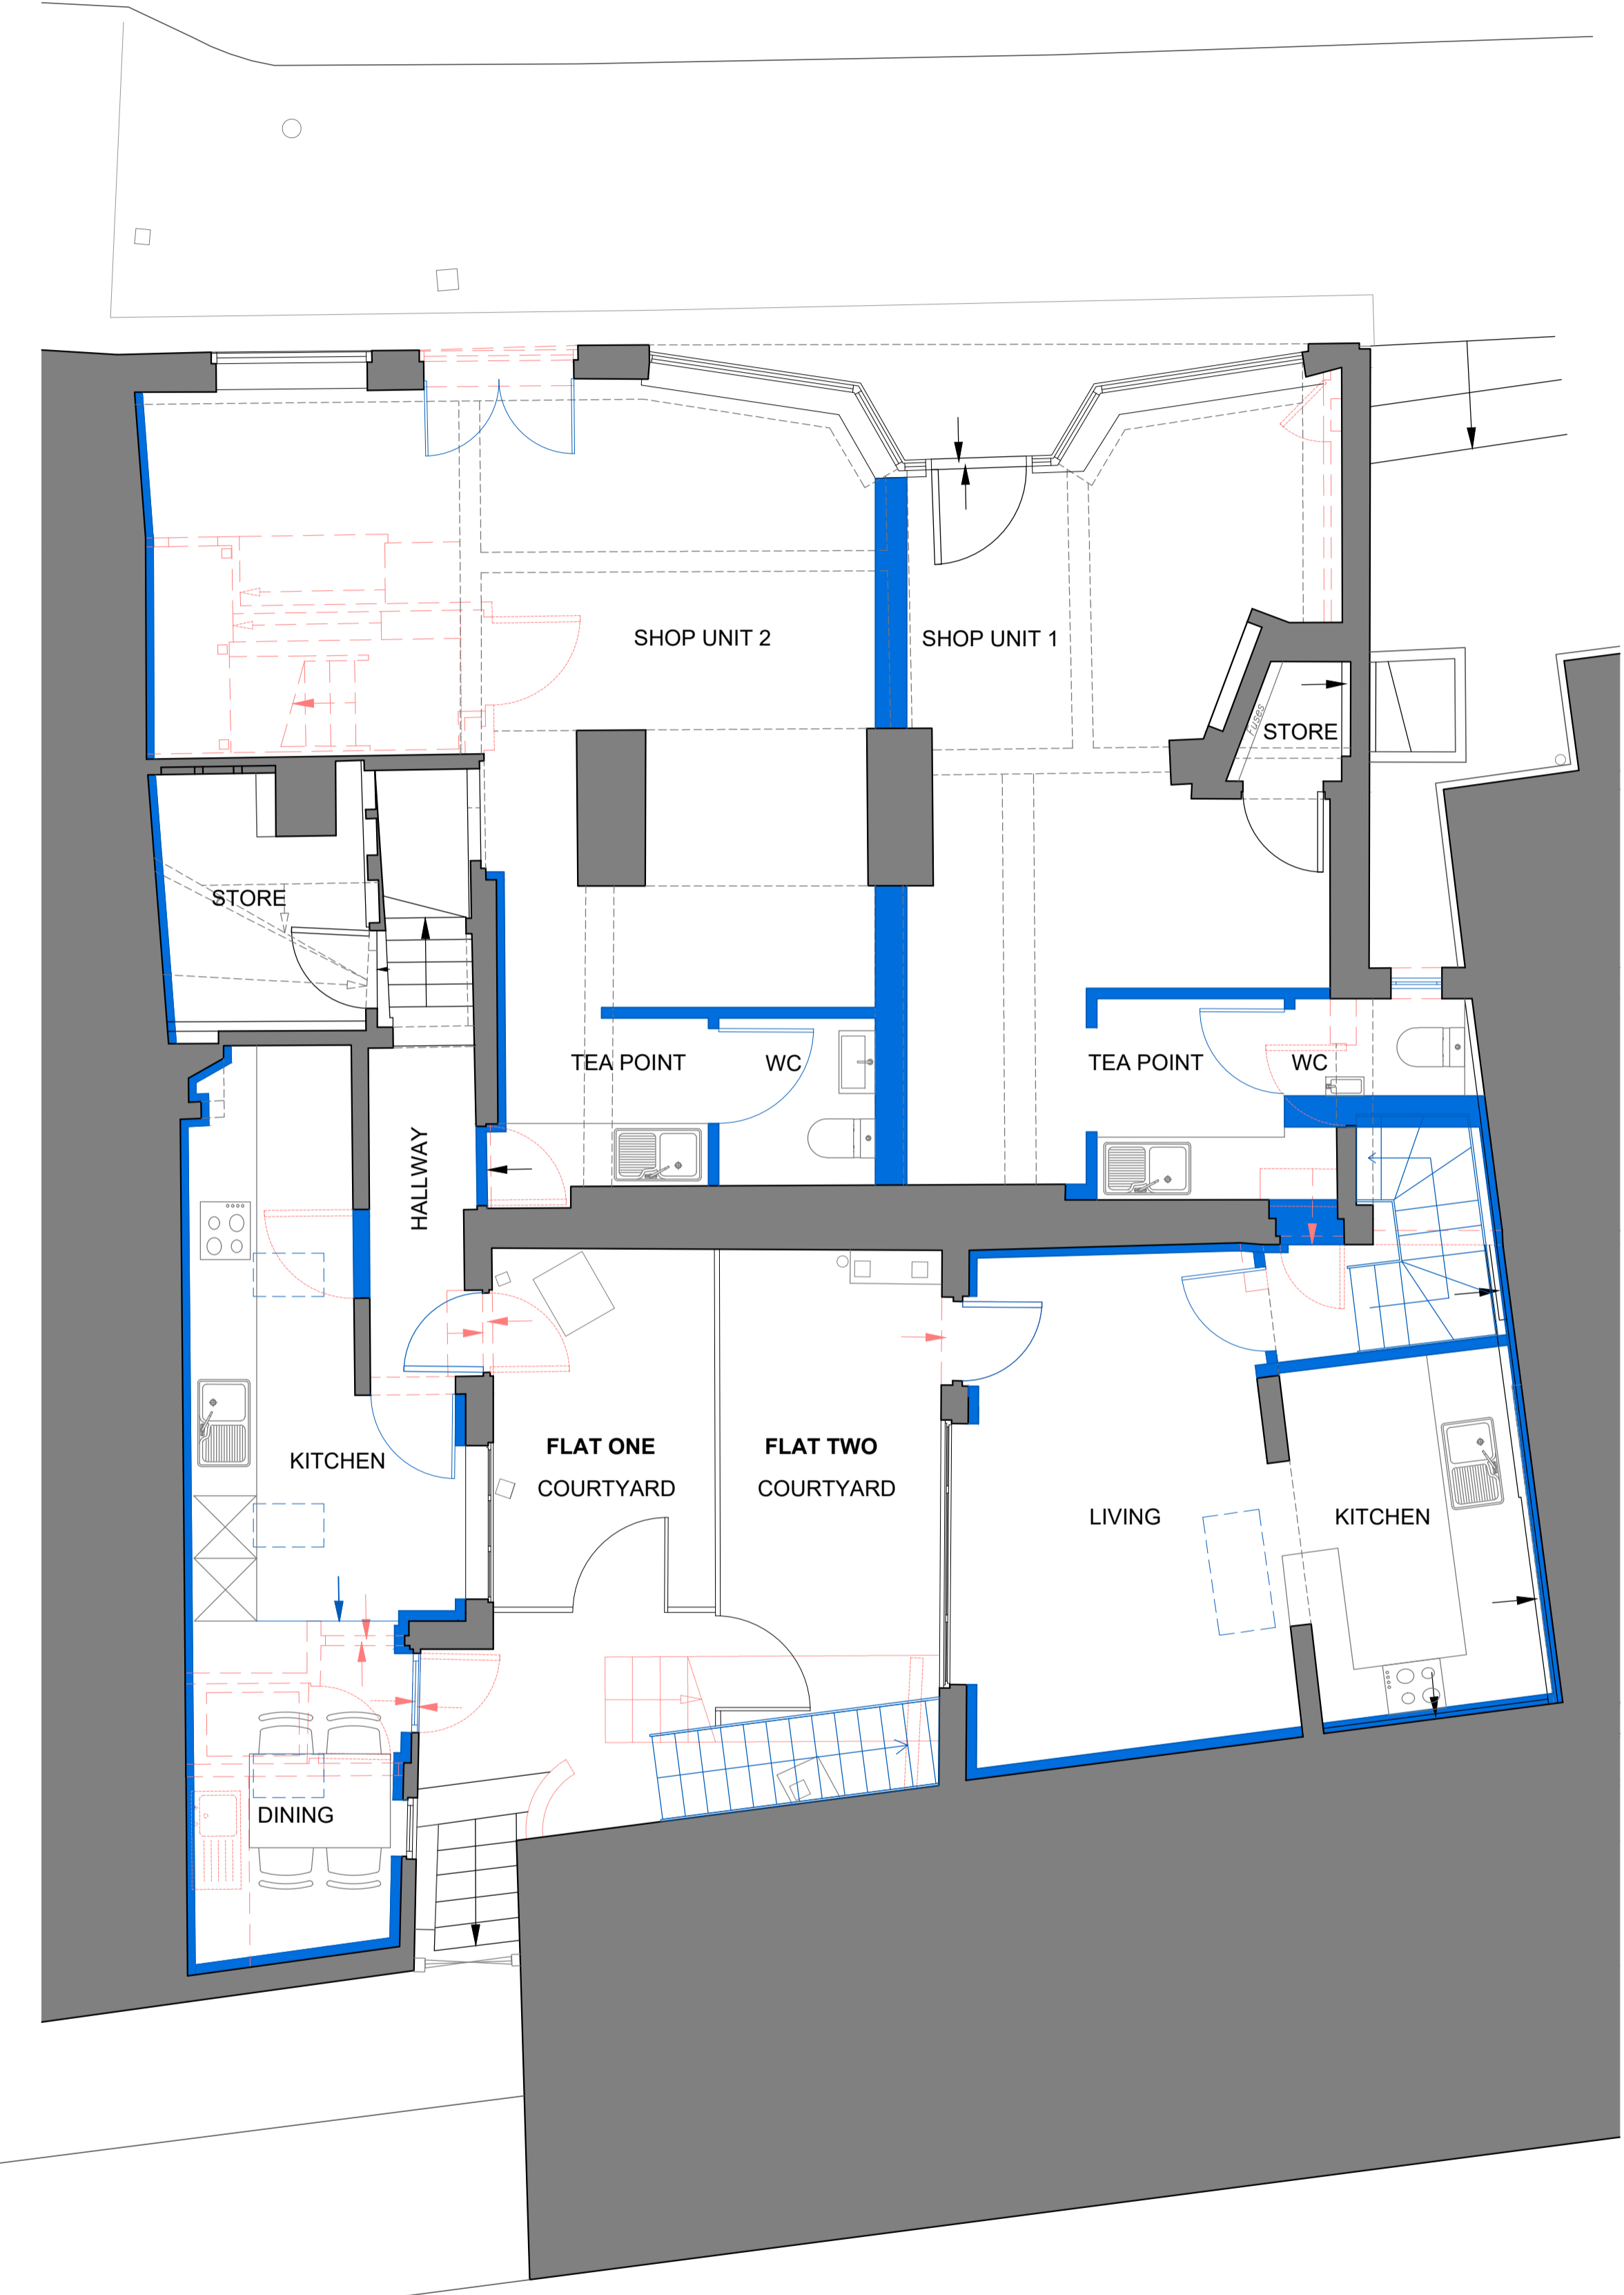 SHOP UNIT 2
SHOP UNIT 1
Fuses
STORE
STORE
TEA POINT
WC
TEA POINT
WC
HALLWAY
KITCHEN
FLAT ONE
COURTYARD
FLAT TWO
COURTYARD
LIVING
KITCHEN
DINING